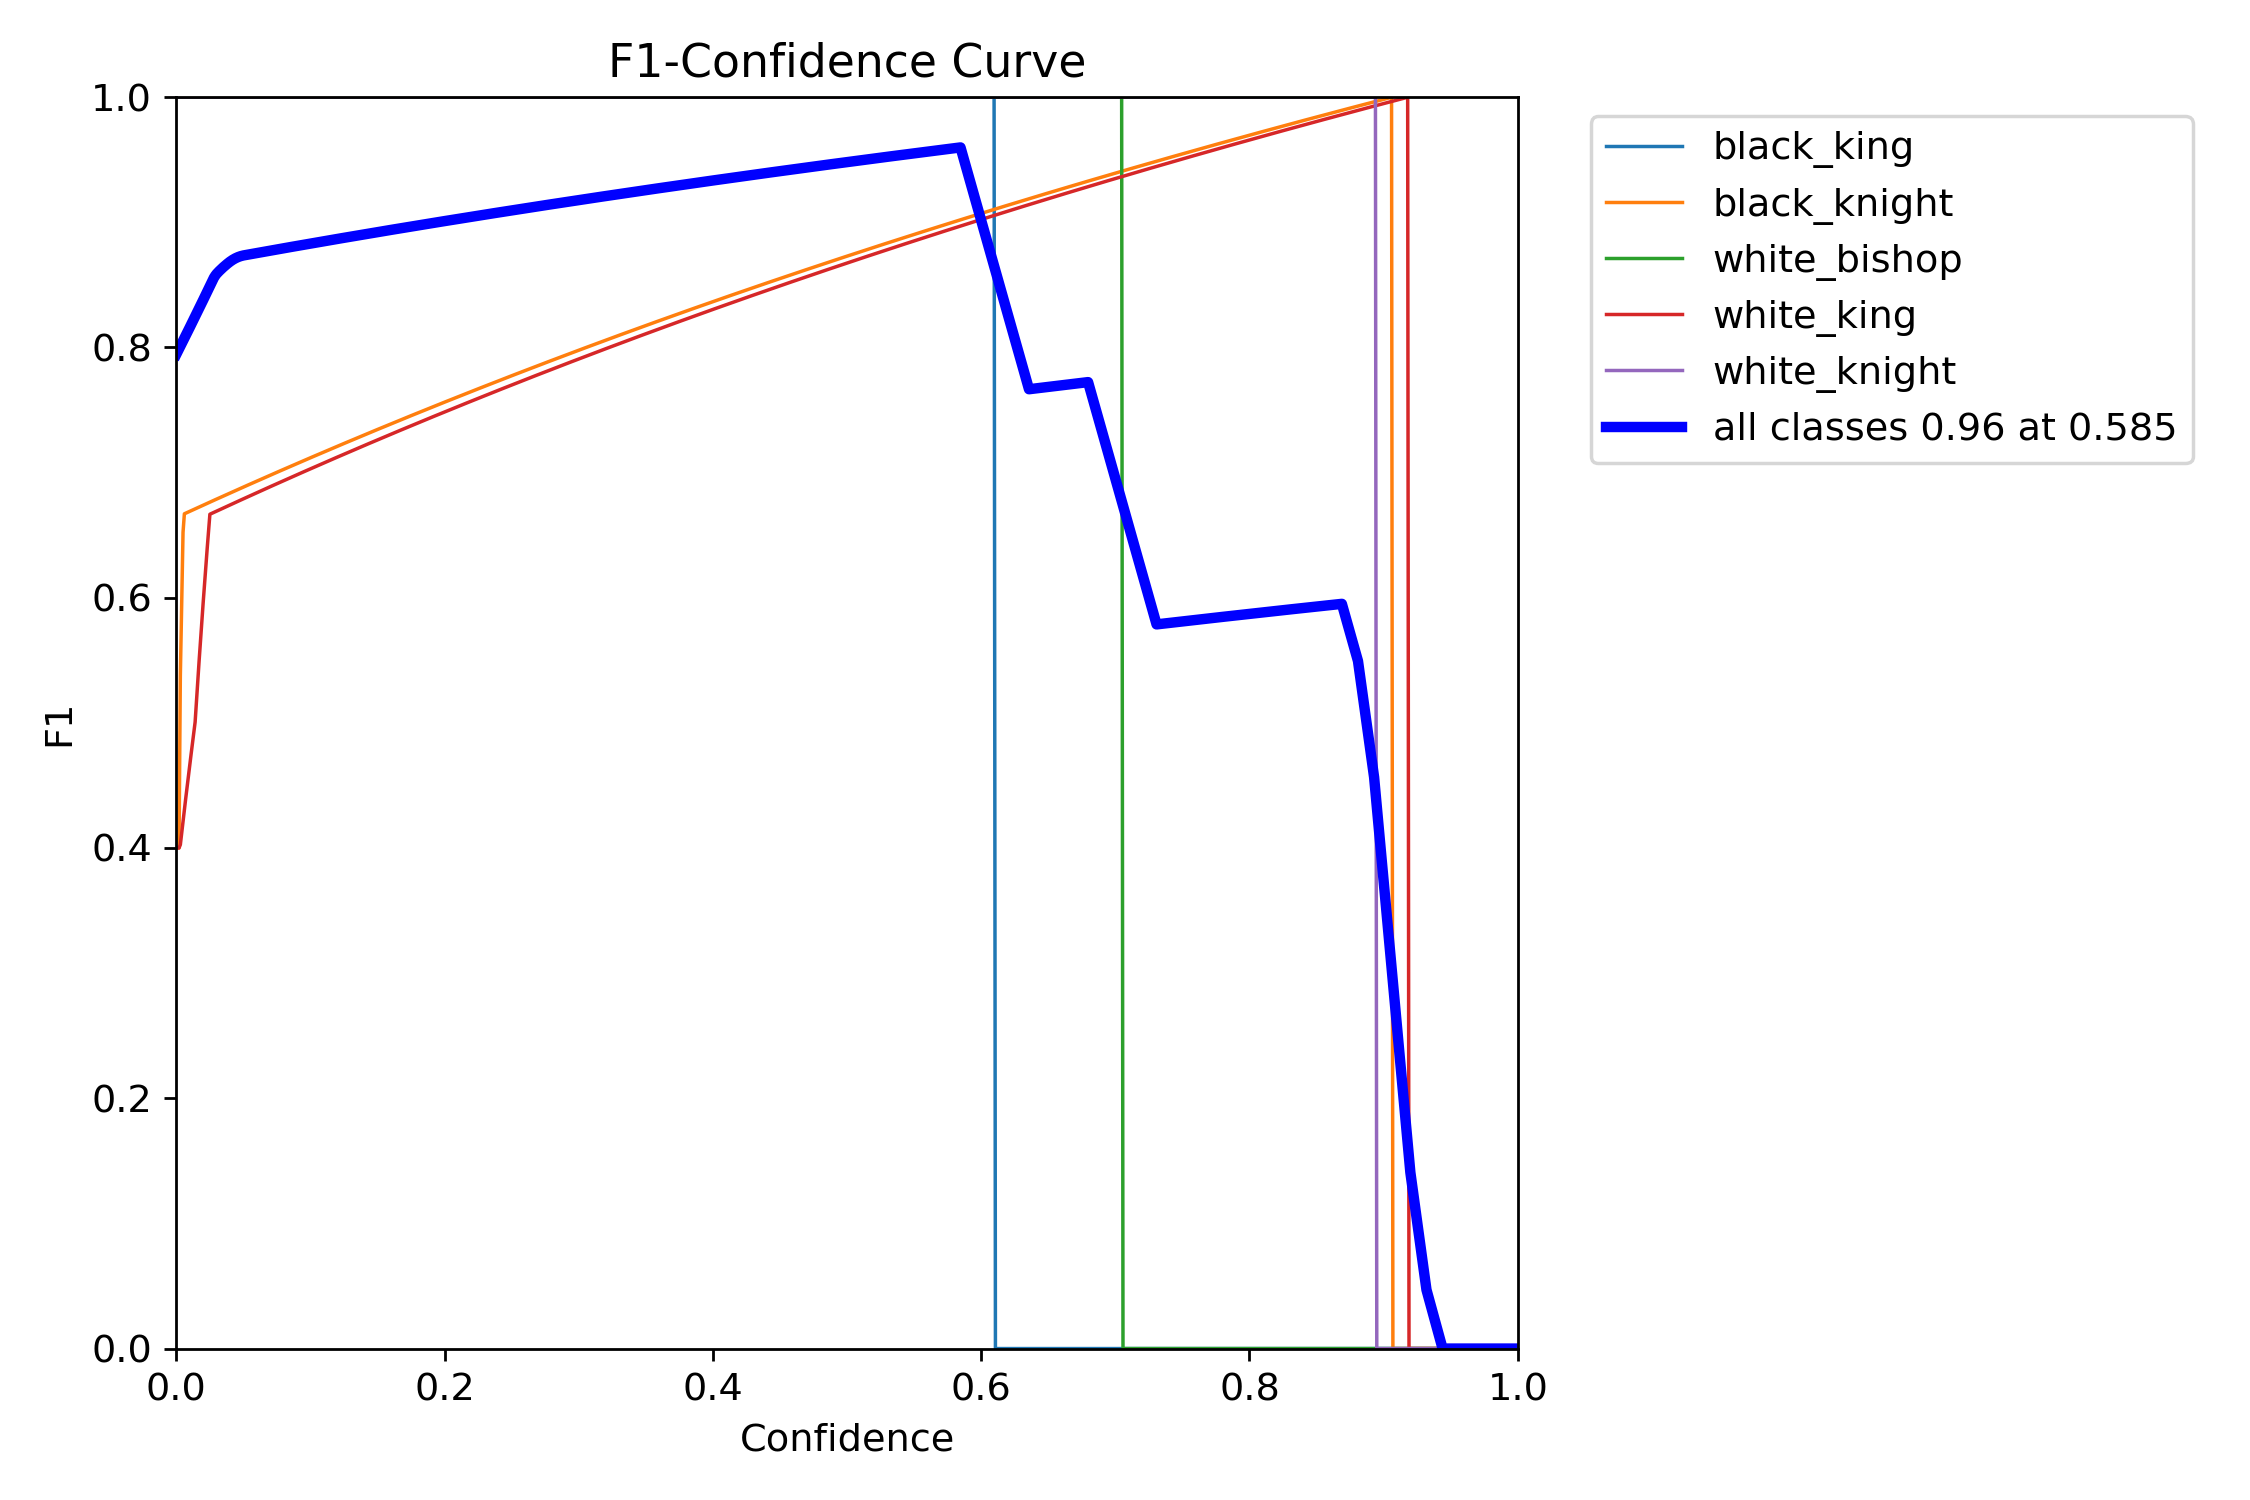 F1-Confidence Curve
F1
1.0
0.8
0.6
0.4
0.2
0.0
0.0 0.2 0.4 0.6 0.8 1.0
Confidence
black_king
black_knight
white_bishop
white_king
white_knight
all classes 0.96 at 0.585